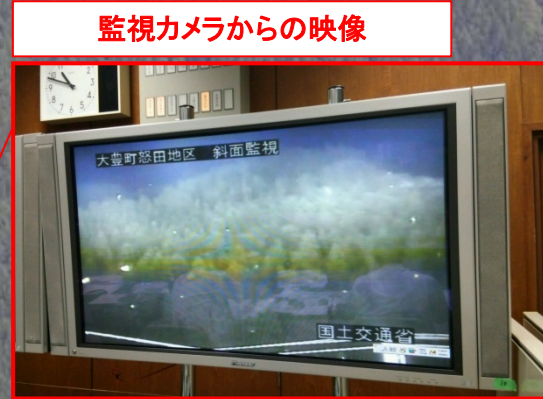 監視カメラからの映像
大豊町怒田地区 斜面監視
国土交通省